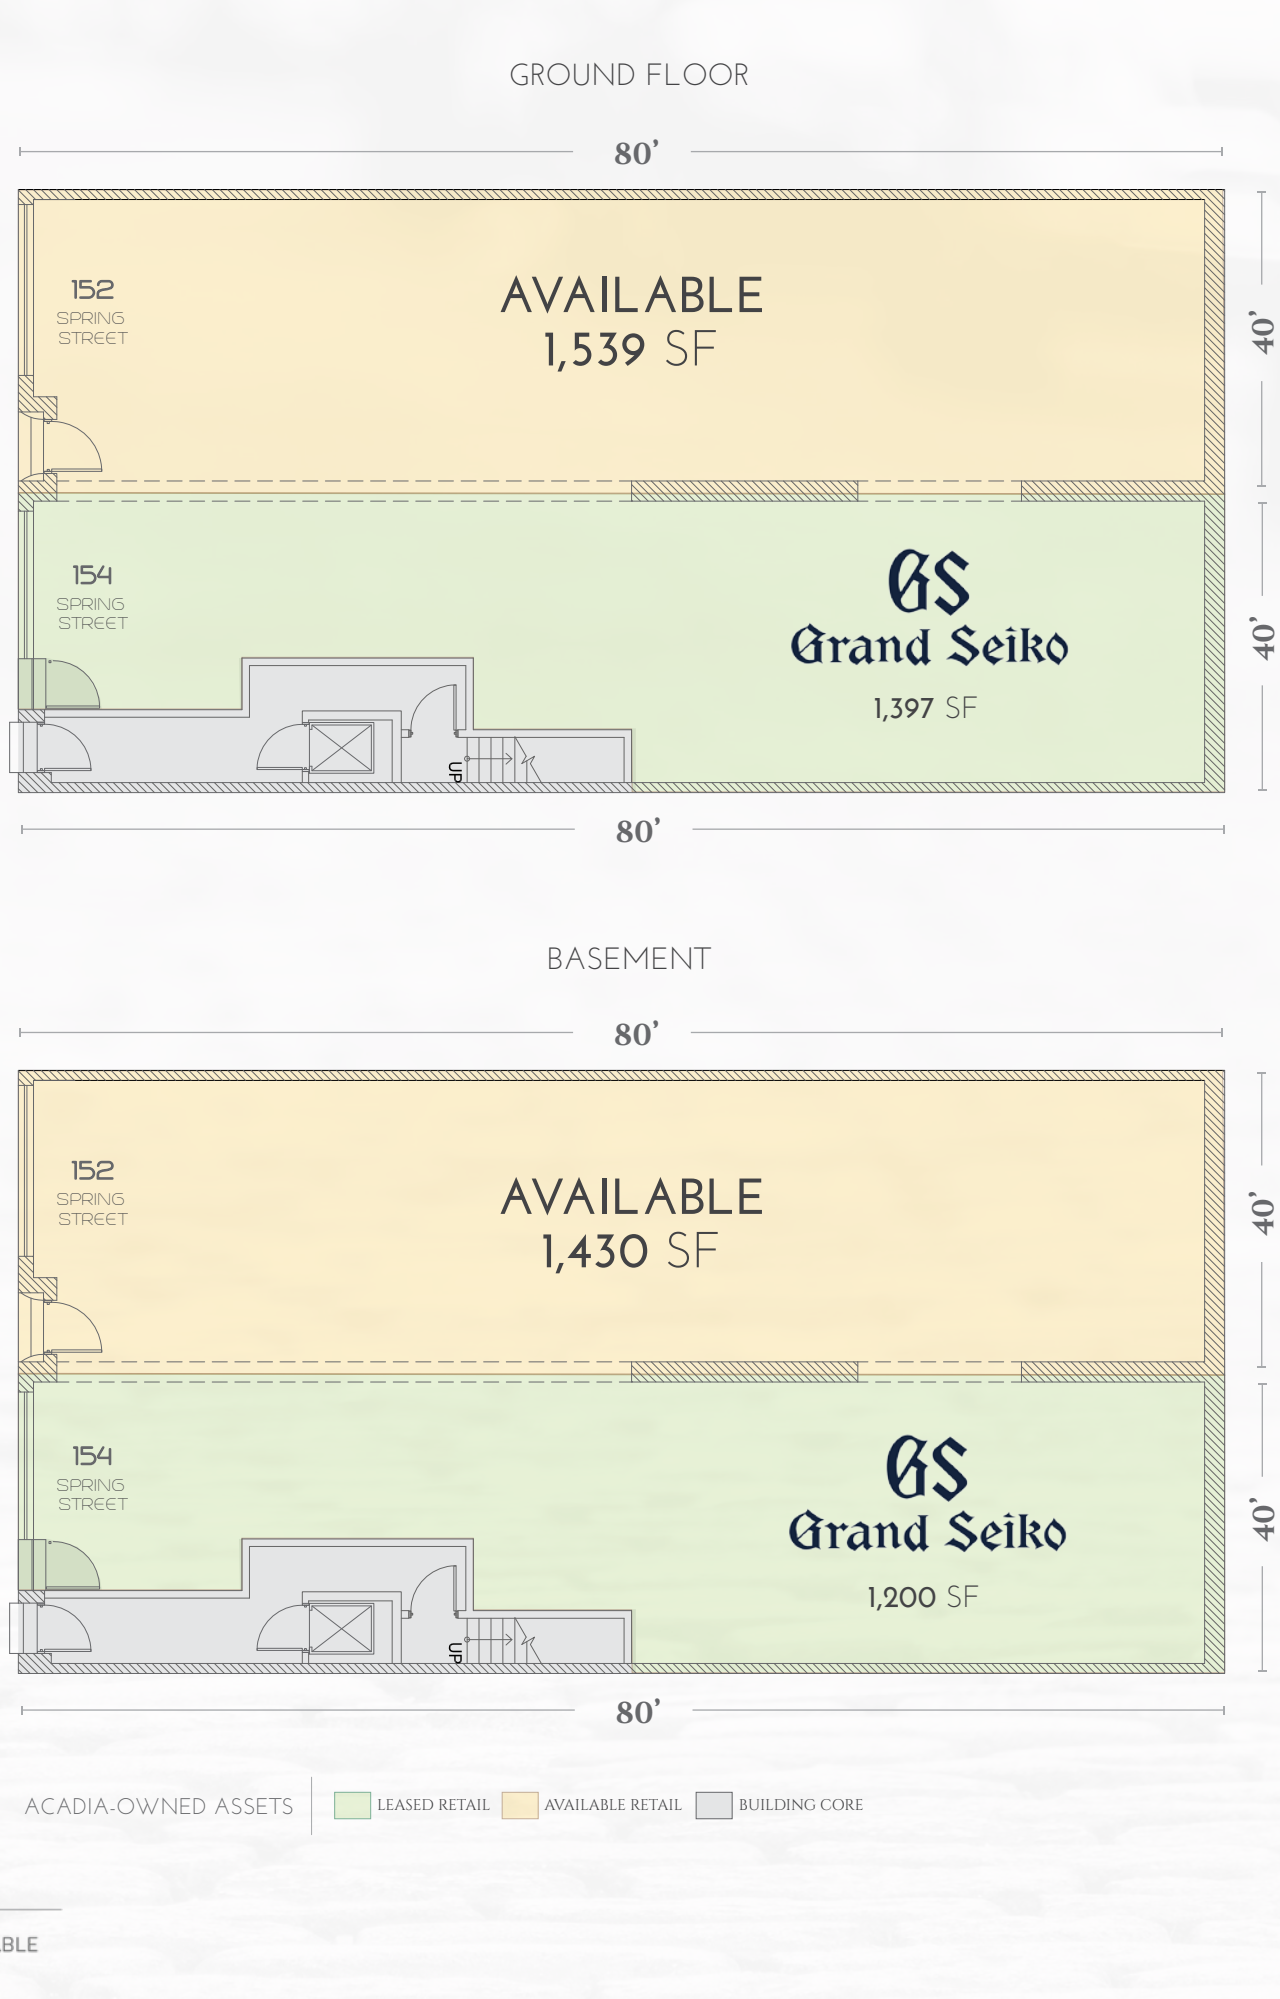 GROUND FLOOR
80’
152
SPRING
STREET
AVAILABLE
1,539 SF
40’
154
SPRING
STREET
GS
Grand Seiko
1,397 SF
40’
UP
80’
BASEMENT
80’
152
SPRING
STREET
AVAILABLE
1,430 SF
40’
154
SPRING
STREET
GS
Grand Seiko
1,200 SF
40’
UP
80’
ACADIA-OWNED ASSETS LEASED RETAIL AVAILABLE RETAIL BUILDING CORE
BLE